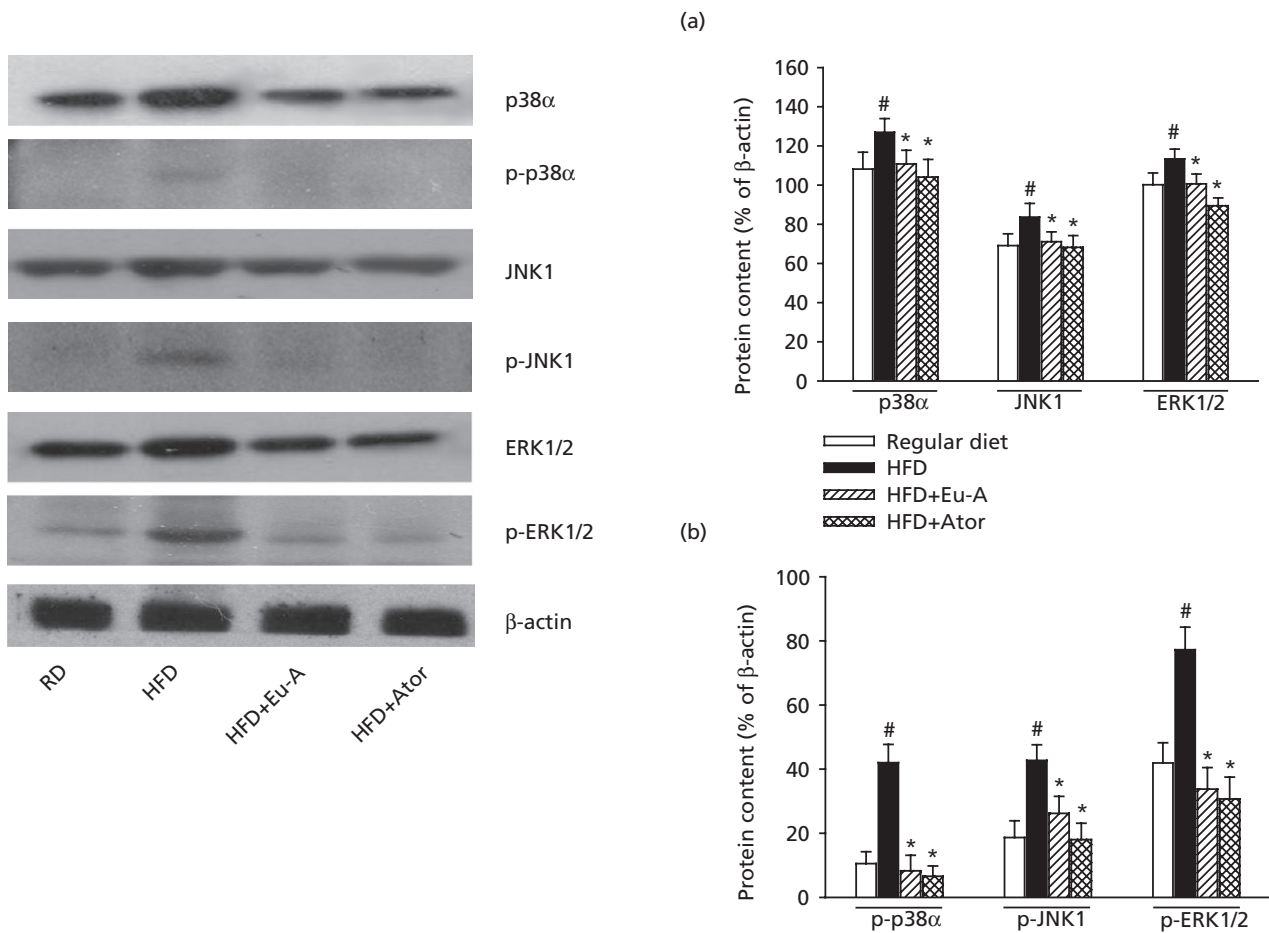 p38α
p-p38α
JNK1
p-JNK1
ERK1/2
p-ERK1/2
β-actin
RD
HFD
HFD+Eu-A
HFD+Ator
(a)
Protein content (% of β-actin)
160
140
120
100
80
60
40
20
0
#
*
*
#
*
*
#
*
*
p38α
JNK1
ERK1/2
Regular diet
HFD
HFD+Eu-A
HFD+Ator
(b)
Protein content (% of β-actin)
100
80
60
40
20
0
#
*
*
#
*
*
#
*
*
p-p38α
p-JNK1
p-ERK1/2